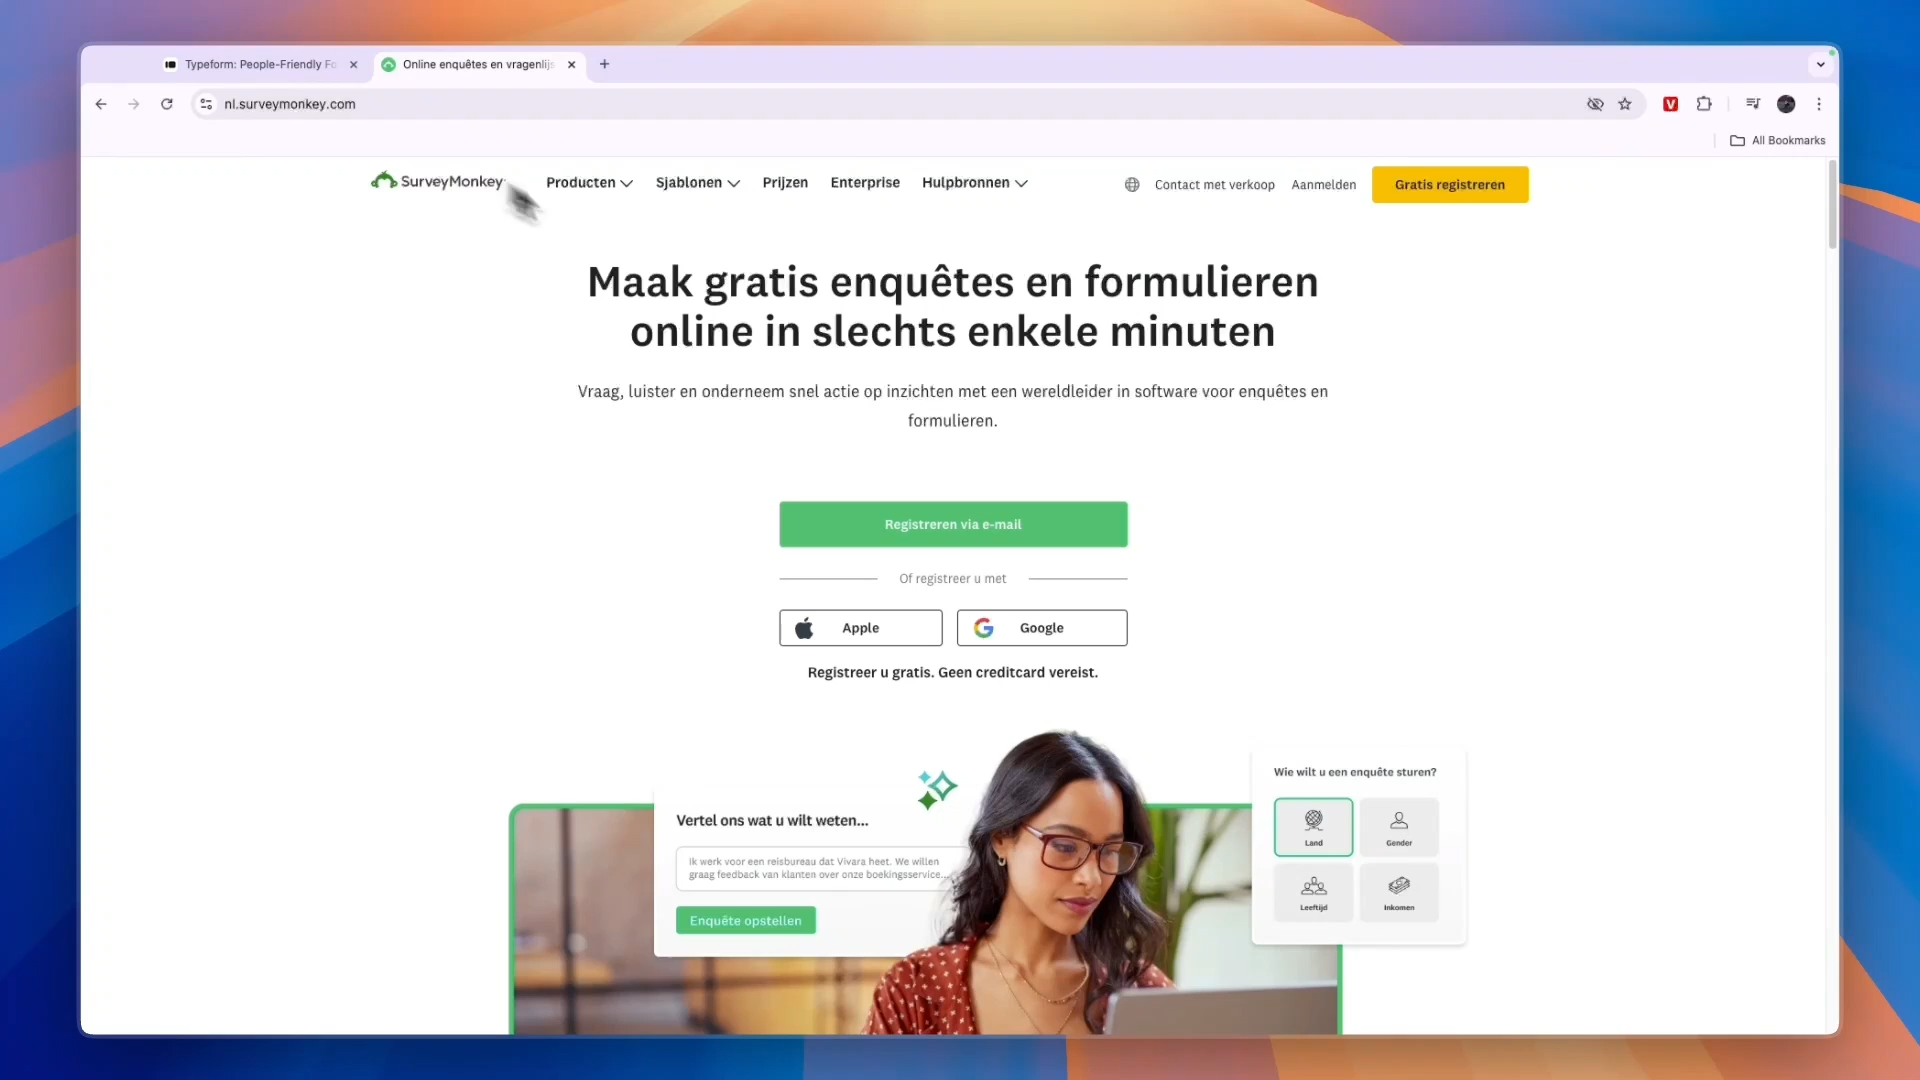 Typeform: People-Friendly Fo
Online enquêtes en vragenlijs
nl.surveymonkey.com
All Bookmarks
SurveyMonkey
Producten
Sjablonen
Prijzen
Enterprise
Hulpbronnen
Contact met verkoop
Aanmelden
Gratis registreren
Maak gratis enquêtes en formulieren
online in slechts enkele minuten
Vraag, luister en onderneem snel actie op inzichten met een wereldleider in software voor enquêtes en
formulieren.
Registreren via e-mail
Of registreer u met
Apple
Google
Registreer u gratis. Geen creditcard vereist.
Vertel ons wat u wilt weten...
Ik werk voor een reisbureau dat Vivara heet. We willen
graag feedback van klanten over onze boekingsservice...
Enquête opstellen
Wie wilt u een enquête sturen?
Land
Gender
Leeftijd
Inkomen